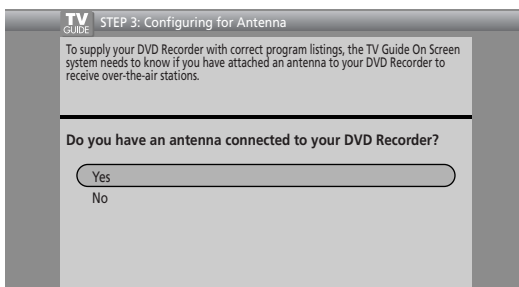 TV
GUIDE
STEP 3: Configuring for Antenna
To supply your DVD Recorder with correct program listings, the TV Guide On Screen
system needs to know if you have attached an antenna to your DVD Recorder to
receive over-the-air stations.
Do you have an antenna connected to your DVD Recorder?
Yes
No